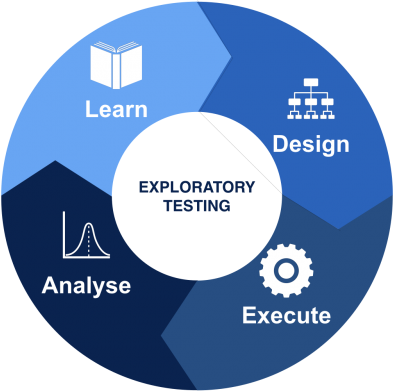 Learn
Design
EXPLORATORY
TESTING
Analyse
Execute